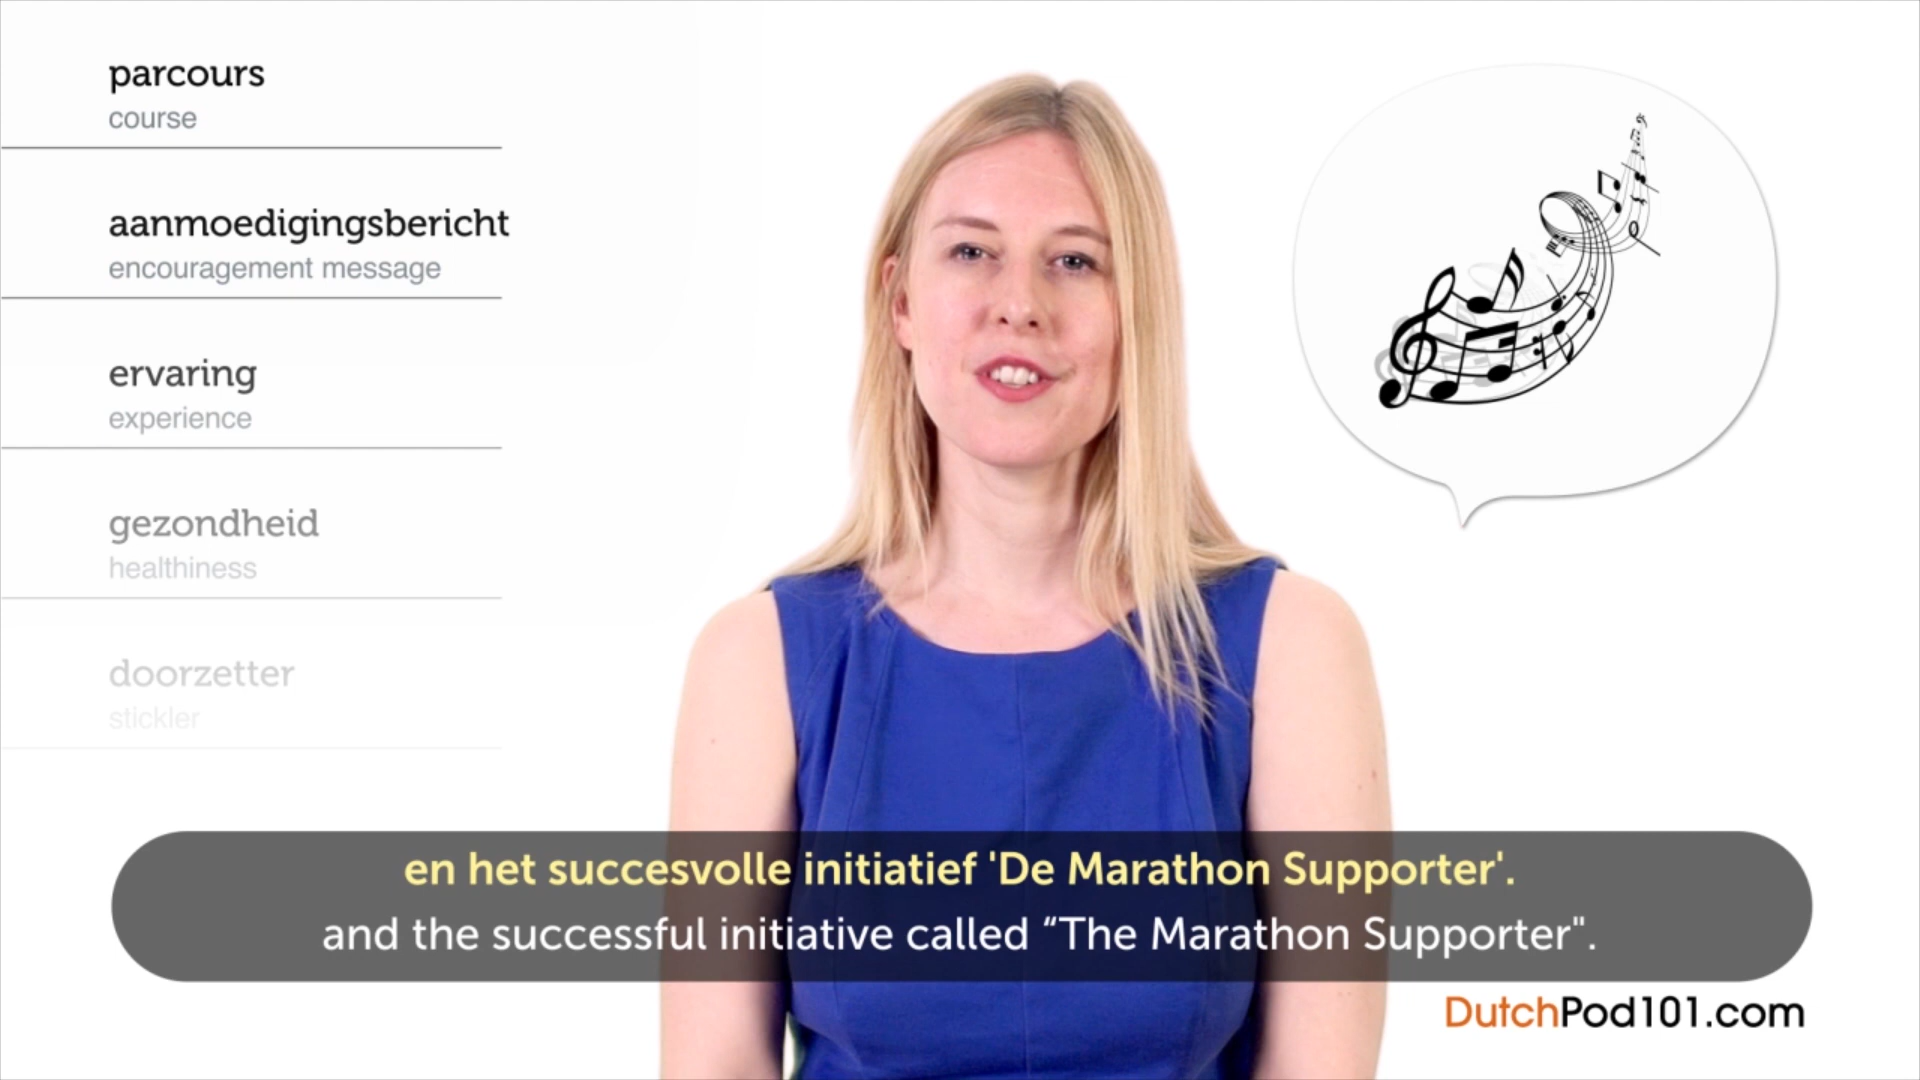 parcours
course
aanmoedigingsbericht
encouragement message
ervaring
experience
gezondheid
healthiness
doorzetter
stickler
en het succesvolle initiatief 'De Marathon Supporter'.
and the successful initiative called “The Marathon Supporter".
DutchPod101.com